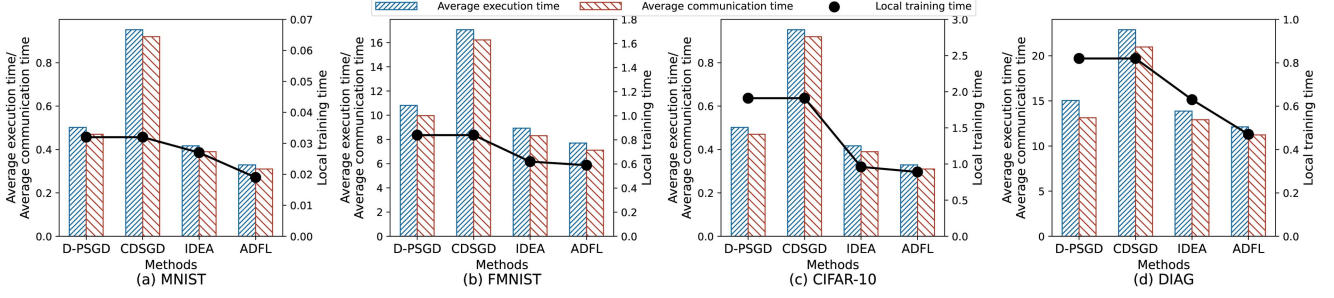 Average execution time
Average communication time
Local training time
Average execution time/
Average communication time
0.8
0.6
0.4
0.2
0.0
0.07
0.06
0.05
0.04
0.03
0.02
0.01
0.00
Local training time
D-PSGD CDSGD IDEA ADFL
Methods
(a) MNIST
Average execution time/
Average communication time
16
14
12
10
8
6
4
2
0
1.8
1.6
1.4
1.2
1.0
0.8
0.6
0.4
0.2
0.0
Local training time
D-PSGD CDSGD IDEA ADFL
Methods
(b) FMNIST
Average execution time/
Average communication time
0.8
0.6
0.4
0.2
0.0
3.0
2.5
2.0
1.5
1.0
0.5
0.0
Local training time
D-PSGD CDSGD IDEA ADFL
Methods
(c) CIFAR-10
Average execution time/
Average communication time
20
15
10
5
0
1.0
0.8
0.6
0.4
0.2
0.0
Local training time
D-PSGD CDSGD IDEA ADFL
Methods
(d) DIAG